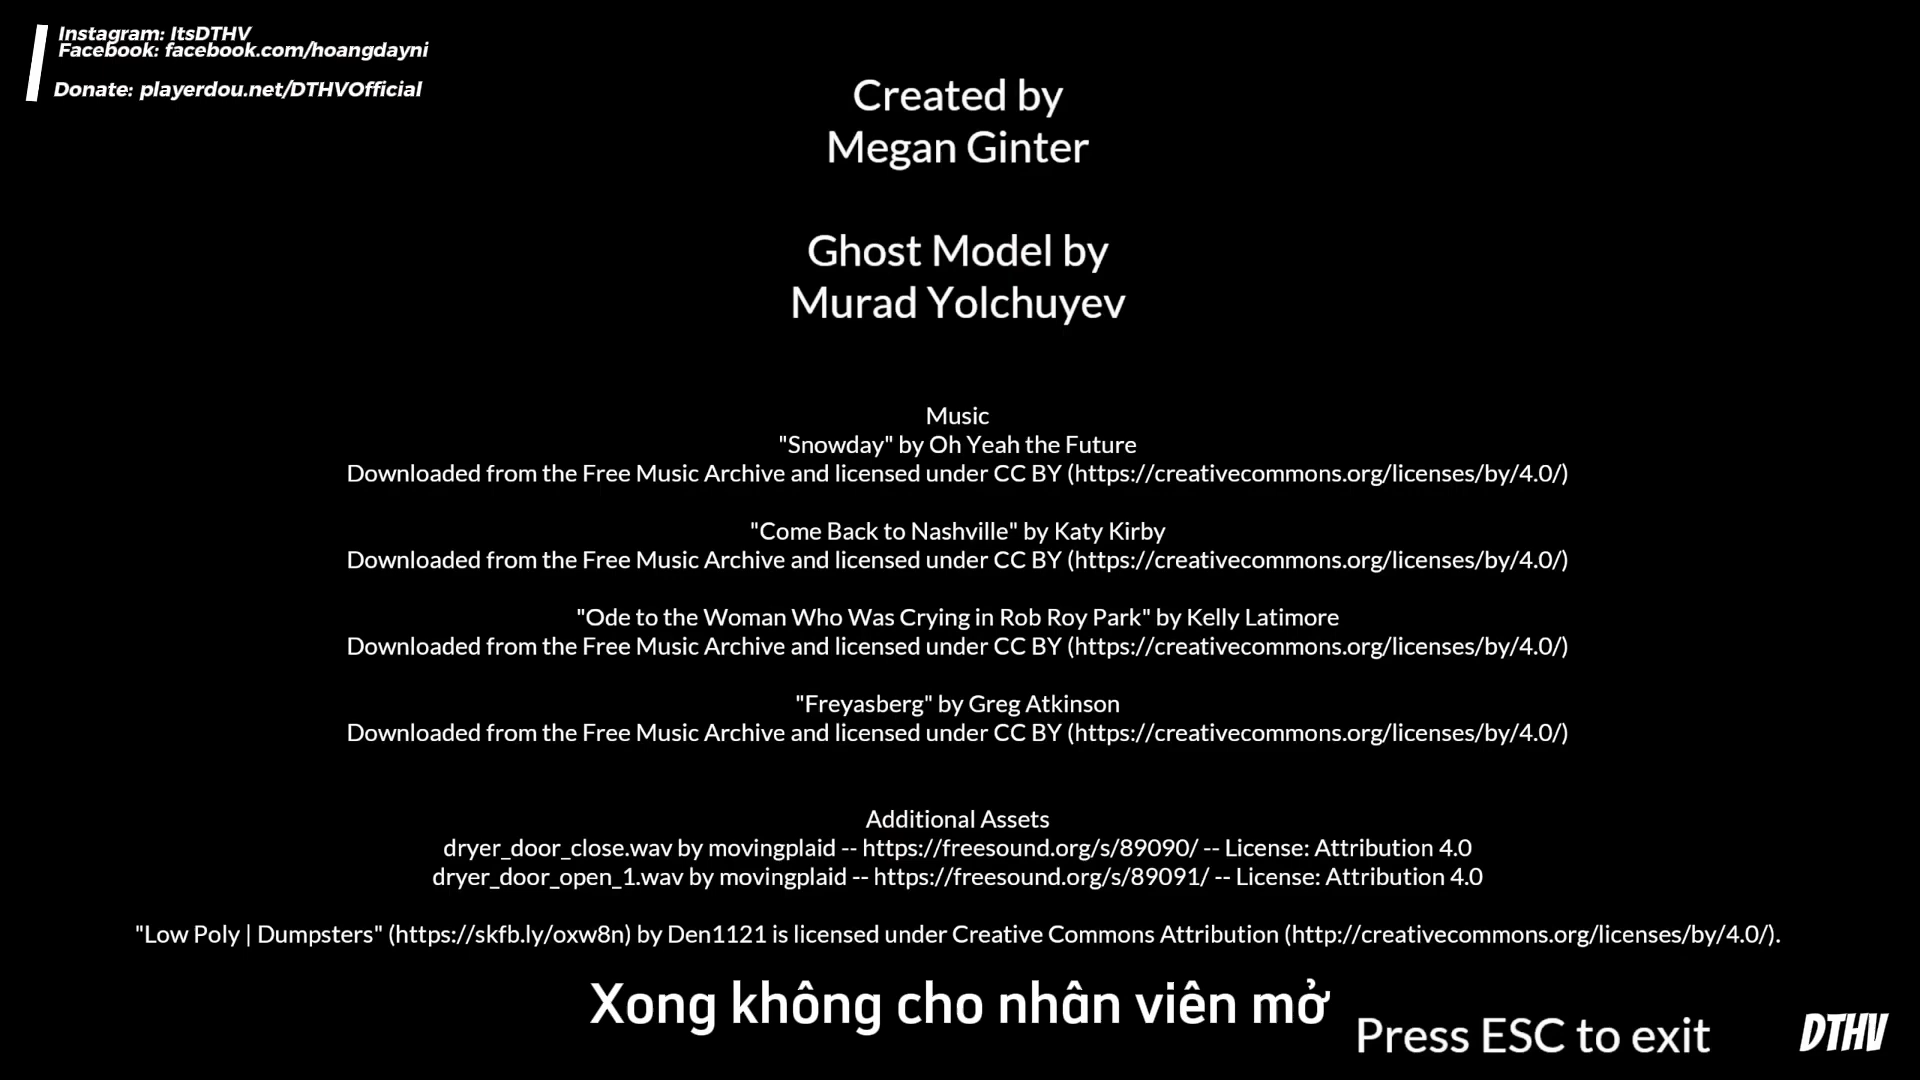 Instagram: ItsDTHV
Facebook: facebook.com/hoangdayni
Donate: playerdou.net/DTHVOfficial
Created by
Megan Ginter
Ghost Model by
Murad Yolchuyev
Music
"Snowday" by Oh Yeah the Future
Downloaded from the Free Music Archive and licensed under CC BY (https://creativecommons.org/licenses/by/4.0/)
"Come Back to Nashville" by Katy Kirby
Downloaded from the Free Music Archive and licensed under CC BY (https://creativecommons.org/licenses/by/4.0/)
"Ode to the Woman Who Was Crying in Rob Roy Park" by Kelly Latimore
Downloaded from the Free Music Archive and licensed under CC BY (https://creativecommons.org/licenses/by/4.0/)
"Freyasberg" by Greg Atkinson
Downloaded from the Free Music Archive and licensed under CC BY (https://creativecommons.org/licenses/by/4.0/)
Additional Assets
dryer_door_close.wav by movingplaid -- https://freesound.org/s/89090/ -- License: Attribution 4.0
dryer_door_open_1.wav by movingplaid -- https://freesound.org/s/89091/ -- License: Attribution 4.0
"Low Poly | Dumpsters" (https://skfb.ly/oxw8n) by Den1121 is licensed under Creative Commons Attribution (http://creativecommons.org/licenses/by/4.0/).
Xong không cho nhân viên mở
Press ESC to exit
DTHV